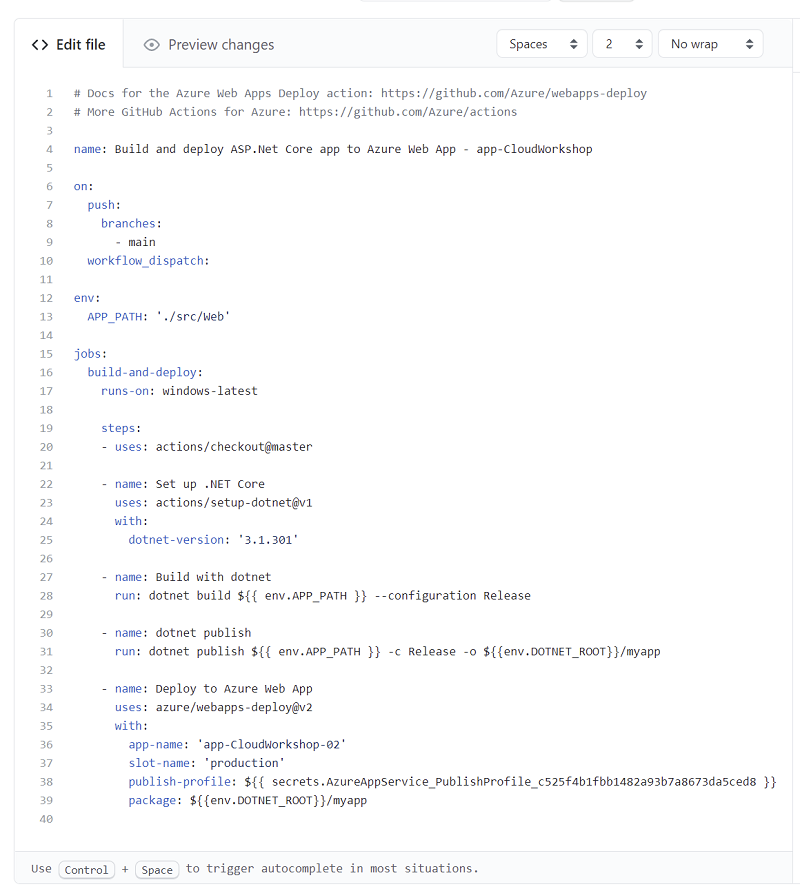 Edit file
Preview changes
Spaces
2
No wrap
1 # Docs for the Azure Web Apps Deploy action: https://github.com/Azure/webapps-deploy
2 # More GitHub Actions for Azure: https://github.com/Azure/actions
3
4 name: Build and deploy ASP.Net Core app to Azure Web App - app-CloudWorkshop
5
6 on:
7   push:
8     branches:
9       - main
10   workflow_dispatch:
11
12 env:
13   APP_PATH: './src/Web'
14
15 jobs:
16   build-and-deploy:
17     runs-on: windows-latest
18
19     steps:
20     - uses: actions/checkout@master
21
22     - name: Set up .NET Core
23       uses: actions/setup-dotnet@v1
24       with:
25         dotnet-version: '3.1.301'
26
27     - name: Build with dotnet
28       run: dotnet build ${{ env.APP_PATH }} --configuration Release
29
30     - name: dotnet publish
31       run: dotnet publish ${{ env.APP_PATH }} -c Release -o ${{env.DOTNET_ROOT}}/myapp
32
33     - name: Deploy to Azure Web App
34       uses: azure/webapps-deploy@v2
35       with:
36         app-name: 'app-CloudWorkshop-02'
37         slot-name: 'production'
38         publish-profile: ${{ secrets.AzureAppService_PublishProfile_c525f4b1fbb1482a93b7a8673da5ced8 }}
39         package: ${{env.DOTNET_ROOT}}/myapp
40
Use Control + Space to trigger autocomplete in most situations.